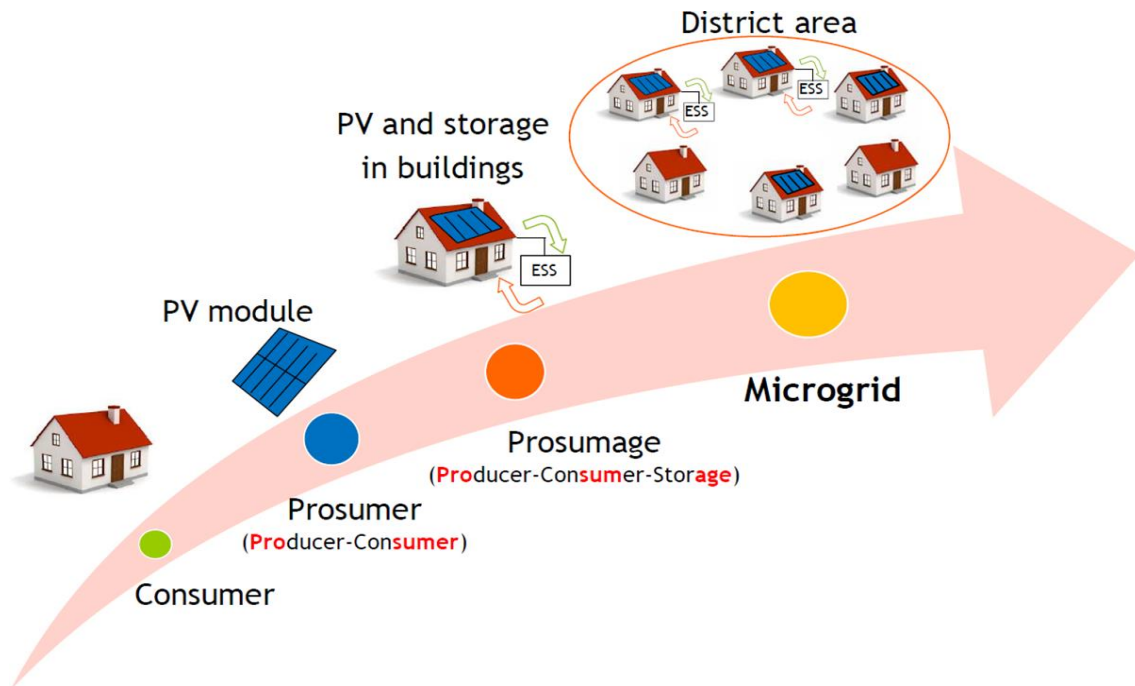 District area
ESS
ESS
PV and storage
in buildings
ESS
PV module
Microgrid
Prosumage
(Producer-Consumer-Storage)
Prosumer
(Producer-Consumer)
Consumer